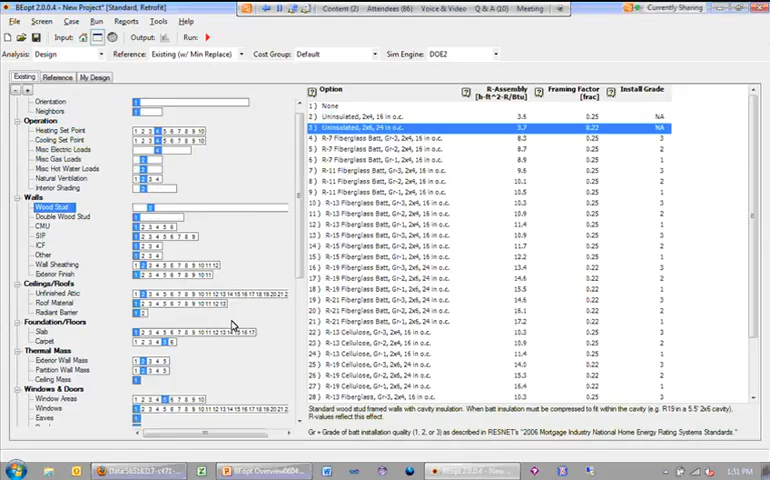 BEopt 2.0.0.4 - New Project* [Standard, Retrofit]
Content (2) Attendees (86) Voice & Video Q & A (10) Meeting
Currently Sharing
File Screen Case Run Reports Tools Help
Input: Output: Run:
Analysis: Design Reference: Existing (w/ Min Replace) Cost Group: Default Sim Engine: DOE2
Existing Reference My Design
Orientation
Neighbors
Operation
Heating Set Point
Cooling Set Point
Misc Electric Loads
Misc Gas Loads
Misc Hot Water Loads
Natural Ventilation
Interior Shading
Walls
Wood Stud
Double Wood Stud
CMU
SIP
ICF
Other
Wall Sheathing
Exterior Finish
Ceilings/Roofs
Unfinished Attic
Roof Material
Radiant Barrier
Foundation/Floors
Slab
Carpet
Thermal Mass
Exterior Wall Mass
Partition Wall Mass
Ceiling Mass
Windows & Doors
Window Areas
Windows
Eaves
Option R-Assembly [h-ft^2-R/Btu] Framing Factor [frac] Install Grade
1 ) None
2 ) Uninsulated, 2x4, 16 in o.c. 3.6 0.25 NA
3 ) Uninsulated, 2x6, 24 in o.c. 3.7 0.22 NA
4 ) R-7 Fiberglass Batt, Gr-3, 2x4, 16 in o.c. 8.3 0.25 3
5 ) R-7 Fiberglass Batt, Gr-2, 2x4, 16 in o.c. 8.7 0.25 2
6 ) R-7 Fiberglass Batt, Gr-1, 2x4, 16 in o.c. 8.9 0.25 1
7 ) R-11 Fiberglass Batt, Gr-3, 2x4, 16 in o.c. 9.6 0.25 3
8 ) R-11 Fiberglass Batt, Gr-2, 2x4, 16 in o.c. 10.1 0.25 2
9 ) R-11 Fiberglass Batt, Gr-1, 2x4, 16 in o.c. 10.5 0.25 1
10 ) R-13 Fiberglass Batt, Gr-3, 2x4, 16 in o.c. 10.3 0.25 3
11 ) R-13 Fiberglass Batt, Gr-2, 2x4, 16 in o.c. 10.9 0.25 2
12 ) R-13 Fiberglass Batt, Gr-1, 2x4, 16 in o.c. 11.4 0.25 1
13 ) R-15 Fiberglass Batt, Gr-3, 2x4, 16 in o.c. 10.9 0.25 3
14 ) R-15 Fiberglass Batt, Gr-2, 2x4, 16 in o.c. 11.7 0.25 2
15 ) R-15 Fiberglass Batt, Gr-1, 2x4, 16 in o.c. 12.2 0.25 1
16 ) R-19 Fiberglass Batt, Gr-3, 2x6, 24 in o.c. 13.4 0.22 3
17 ) R-19 Fiberglass Batt, Gr-2, 2x6, 24 in o.c. 14.6 0.22 2
18 ) R-19 Fiberglass Batt, Gr-1, 2x6, 24 in o.c. 15.5 0.22 1
19 ) R-21 Fiberglass Batt, Gr-3, 2x6, 24 in o.c. 14.6 0.22 3
20 ) R-21 Fiberglass Batt, Gr-2, 2x6, 24 in o.c. 16.1 0.22 2
21 ) R-21 Fiberglass Batt, Gr-1, 2x6, 24 in o.c. 17.2 0.22 1
22 ) R-13 Cellulose, Gr-3, 2x4, 16 in o.c. 10.3 0.25 3
23 ) R-13 Cellulose, Gr-2, 2x4, 16 in o.c. 10.9 0.25 2
24 ) R-13 Cellulose, Gr-1, 2x4, 16 in o.c. 11.4 0.25 1
25 ) R-19 Cellulose, Gr-3, 2x6, 24 in o.c. 14.0 0.22 3
26 ) R-19 Cellulose, Gr-2, 2x6, 24 in o.c. 15.3 0.22 2
27 ) R-19 Cellulose, Gr-1, 2x6, 24 in o.c. 16.4 0.22 1
28 ) R-13 Fiberglass, Gr-3, 2x4, 16 in o.c. 10.3 0.25 3
Standard wood stud framed walls with cavity insulation. When batt insulation must be compressed to fit within the cavity (e.g. R19 in a 5.5" 2x6 cavity), R-values reflect this effect.
Gr = Grade of batt installation quality (1, 2, or 3) as described in RESNET's "2006 Mortgage Industry National Home Energy Rating Systems Standards."
BEopt Overview0604...
BEopt 2.0.0.4 - New ...
1:51 PM